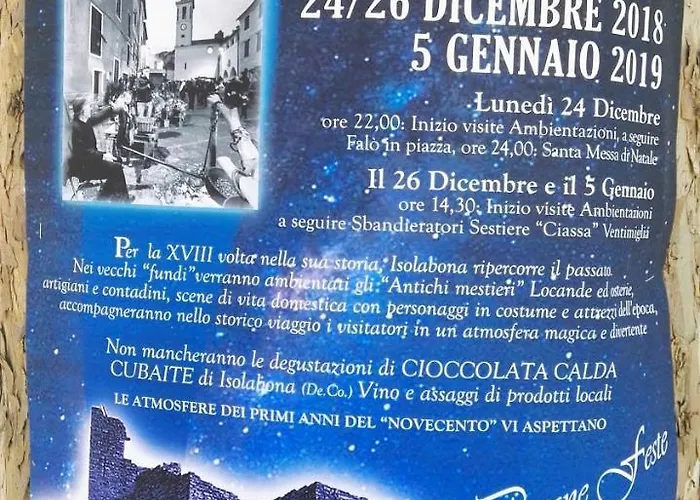 24/26 DICEMBRE 2018
5 GENNAIO 2019
Lunedì 24 Dicembre
ore 22,00: Inizio visite Ambientazioni, a seguire
Falò in piazza, ore 24,00: Santa Messa di Natale
Il 26 Dicembre e il 5 Gennaio
ore 14,30: Inizio visite Ambientazioni
a seguire Sbandieratori Sestiere "Ciassa" Ventimiglia
Per la XVIII volta nella sua storia, Isolabona ripercorre il passato.
Nei vecchi "fundi" verranno ambientati gli "Antichi mestieri" Locande ed osterie,
artigiani e contadini, scene di vita domestica con personaggi in costume e attrezzi dell'epoca,
accompagneranno nello storico viaggio i visitatori in un atmosfera magica e divertente
Non mancheranno le degustazioni di CIOCCOLATA CALDA
CUBAITE di Isolabona (De.Co.) Vino e assaggi di prodotti locali
LE ATMOSFERE DEI PRIMI ANNI DEL "NOVECENTO" VI ASPETTANO
Feste